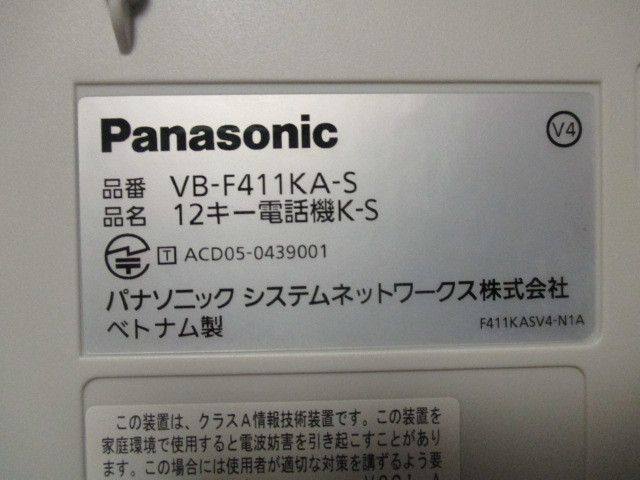 Panasonic
V4
品番 VB-F411KA-S
品名 12キー電話機K-S
T ACD05-0439001
パナソニック システムネットワークス株式会社
ベトナム製
F411KASV4-N1A
この装置は、クラスA情報技術装置です。この装置を
家庭環境で使用すると電波妨害を引き起こすことがあり
ます。この場合には使用者が適切な対策を講ずるよう要